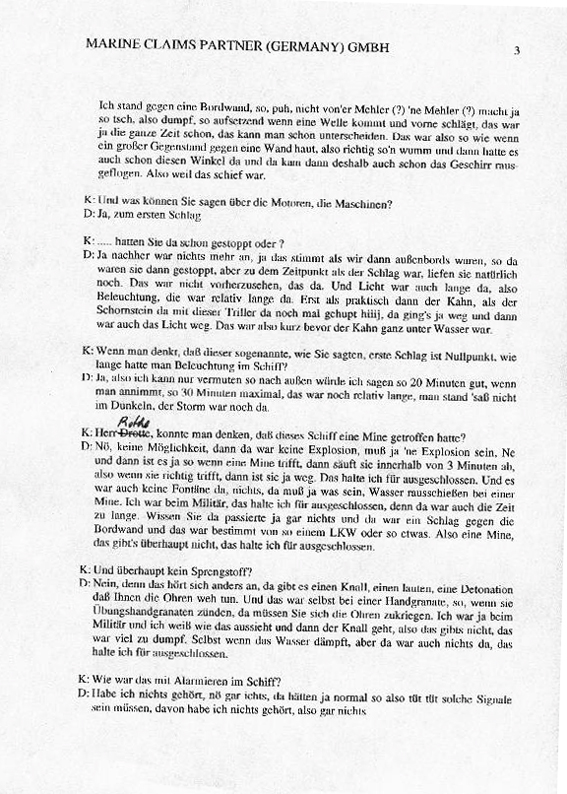 MARINE CLAIMS PARTNER (GERMANY) GMBH
3
Ich stand gegen eine Bordwand, so, puh, nicht von'er Mehler (?) 'ne Mehler (?) macht ja
so tsch, also dumpf, so aufsetzend wenn eine Welle kommt und vorne schlägt, das war
ja die ganze Zeit schon, das kann man schon unterscheiden. Das war also so wie wenn
ein großer Gegenstand gegen eine Wand haut, also richtig so'n wumm und dann hatte es
auch schon diesen Winkel da und da kam dann deshalb auch schon das Geschirr raus-
geflogen. Also weil das schief war.
K: Und was können Sie sagen über die Motoren, die Maschinen?
D: Ja, zum ersten Schlag
K: ..... hatten Sie da schon gestoppt oder ?
D: Ja nachher war nichts mehr an, ja das stimmt als wir dann außenbords waren, so da
waren sie dann gestoppt, aber zu dem Zeitpunkt als der Schlag war, liefen sie natürlich
noch. Das war nicht vorherzusehen, das da. Und Licht war auch lange da, also
Beleuchtung, die war relativ lange da. Erst als praktisch dann der Kahn, als der
Schornstein da mit dieser Triller da noch mal gehupt hiiij, da ging's ja weg und dann
war auch das Licht weg. Das war also kurz bevor der Kahn ganz unter Wasser war.
K: Wenn man denkt, daß dieser sogenannte, wie Sie sagten, erste Schlag ist Nullpunkt, wie
lange hatte man Beleuchtung im Schiff?
D: Ja, also ich kann nur vermuten so nach außen würde ich sagen so 20 Minuten gut, wenn
man annimmt, so 30 Minuten maximal, das war noch relativ lange, man stand 'saß nicht
im Dunkeln, der Storm war noch da.
K: Herr Drotte, konnte man denken, daß dieses Schiff eine Mine getroffen hatte?
D: Nö, keine Möglichkeit, dann da war keine Explosion, muß ja 'ne Explosion sein. Ne
und dann ist es ja so wenn eine Mine trifft, dann säuft sie innerhalb von 3 Minuten ab,
also wenn sie richtig trifft, dann ist sie ja weg. Das halte ich für ausgeschlossen. Und es
war auch keine Fontäne da, nichts, da muß ja was sein, Wasser rausschießen bei einer
Mine. Ich war beim Militär, das halte ich für ausgeschlossen, denn da war auch die Zeit
zu lange. Wissen Sie da passierte ja gar nichts und da war ein Schlag gegen die
Bordwand und das war bestimmt von so einem LKW oder so etwas. Also eine Mine,
das gibt's überhaupt nicht, das halte ich für ausgeschlossen.
K: Und überhaupt kein Sprengstoff?
D: Nein, denn das hört sich anders an, da gibt es einen Knall, einen lauten, eine Detonation
daß Ihnen die Ohren weh tun. Und das war selbst bei einer Handgranate, so, wenn sie
Übungshandgranaten zünden, da müssen Sie sich die Ohren zukriegen. Ich war ja beim
Militär und ich weiß wie das aussieht und dann der Knall geht, also das gibts nicht, das
war viel zu dumpf. Selbst wenn das Wasser dämpft, aber da war auch nichts da, das
halte ich für ausgeschlossen.
K: Wie war das mit Alarmieren im Schiff?
D: Habe ich nichts gehört, nö gar ichts, da hätten ja normal so also tüt tüt solche Signale
sein müssen, davon habe ich nichts gehört, also gar nichts